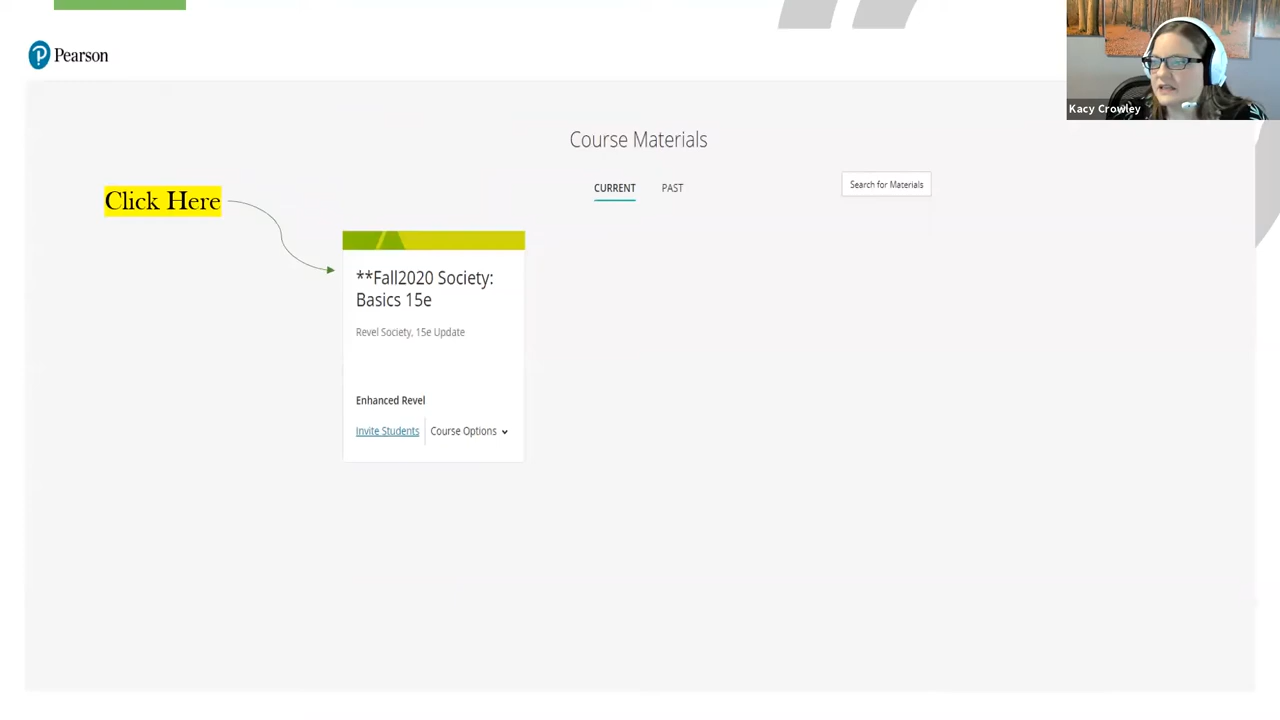 Pearson
Kacy Crowley
Course Materials
CURRENT
PAST
Search for Materials
Click Here
**Fall2020 Society:
Basics 15e
Revel Society, 15e Update
Enhanced Revel
Invite Students
Course Options